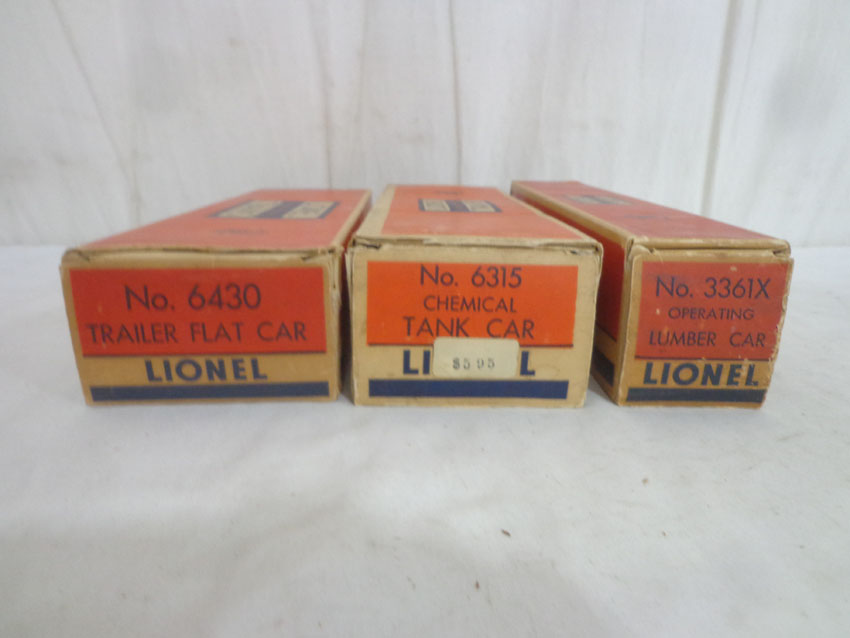 No. 6430
TRAILER FLAT CAR
LIONEL
No. 6315
CHEMICAL
TANK CAR
LI L
$5.95
No. 3361X
OPERATING
LUMBER CAR
LIONEL